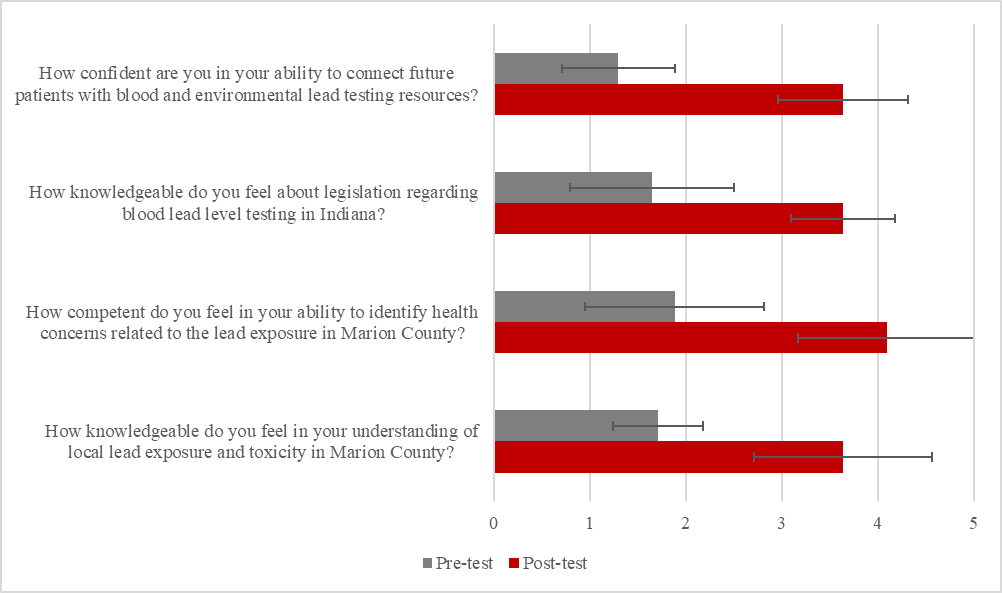 How confident are you in your ability to connect future
patients with blood and environmental lead testing resources?
How knowledgeable do you feel about legislation regarding
blood lead level testing in Indiana?
How competent do you feel in your ability to identify health
concerns related to the lead exposure in Marion County?
How knowledgeable do you feel in your understanding of
local lead exposure and toxicity in Marion County?
0 1 2 3 4 5
Pre-test Post-test